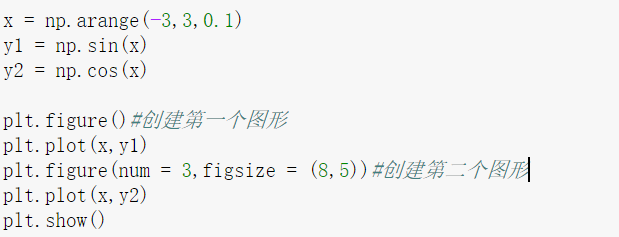 x = np.arange(-3,3,0.1)
y1 = np.sin(x)
y2 = np.cos(x)
plt.figure()#创建第一个图形
plt.plot(x,y1)
plt.figure(num = 3,figsize = (8,5))#创建第二个图形
plt.plot(x,y2)
plt.show()